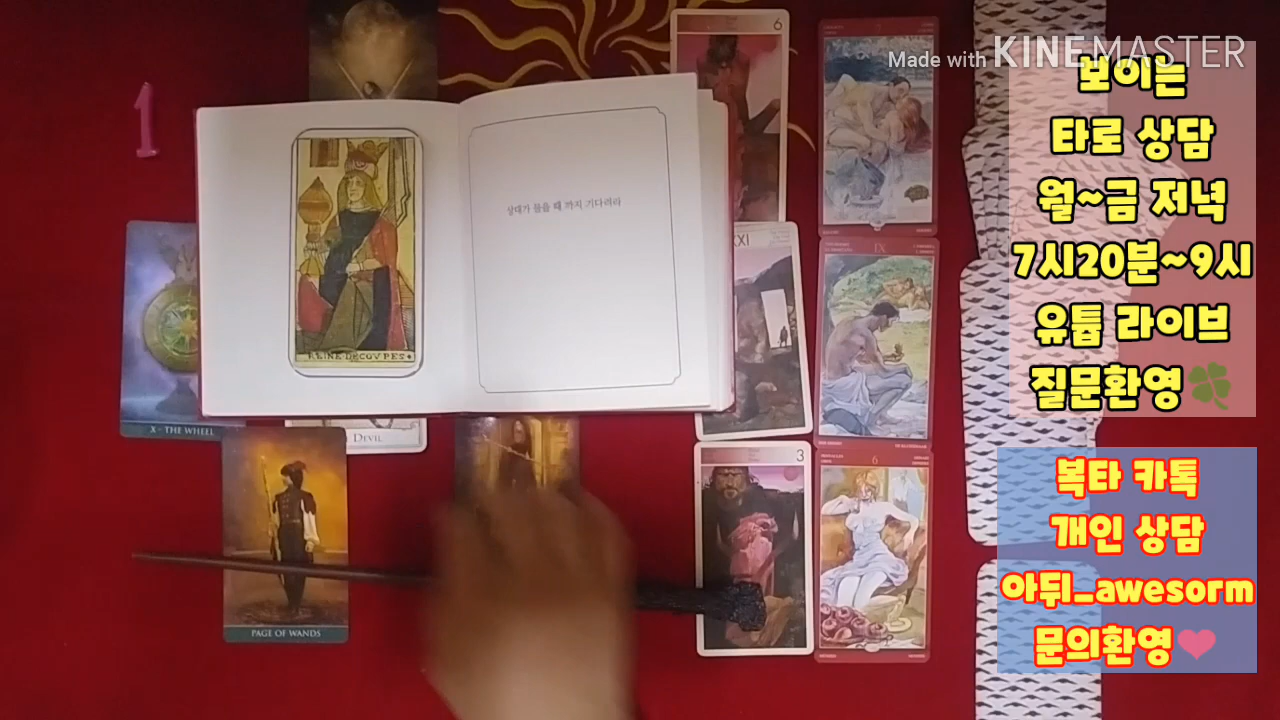 Made with KINEMASTER
보이는
타로 상담
월~금 저녁
7시20분~9시
유튭 라이브
질문환영🍀
복타 카톡
개인 상담
아뒤_awesorm
문의환영❤
1
6
상대가 물을 때 까지 기다려라
REINE DE COVPES
XXI
IX
X - THE WHEEL
DEVIL
3
6
PAGE OF WANDS